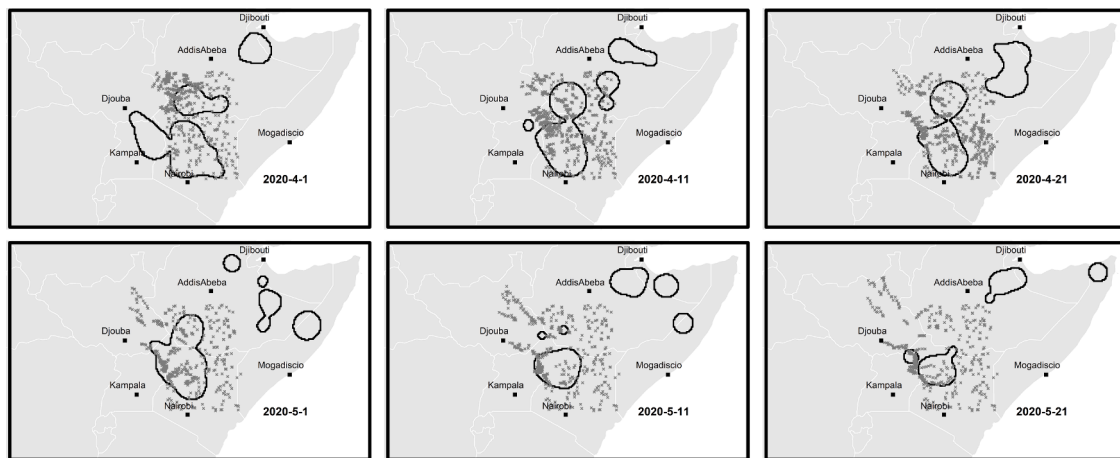 Djibouti
AddisAbeba
Djouba
Mogadiscio
Kampala
Nairobi
2020-4-1
Djibouti
AddisAbeba
Djouba
Mogadiscio
Kampala
Nairobi
2020-4-11
Djibouti
AddisAbeba
Djouba
Mogadiscio
Kampala
Nairobi
2020-4-21
Djibouti
AddisAbeba
Djouba
Mogadiscio
Kampala
Nairobi
2020-5-1
Djibouti
AddisAbeba
Djouba
Mogadiscio
Kampala
Nairobi
2020-5-11
Djibouti
AddisAbeba
Djouba
Mogadiscio
Kampala
Nairobi
2020-5-21